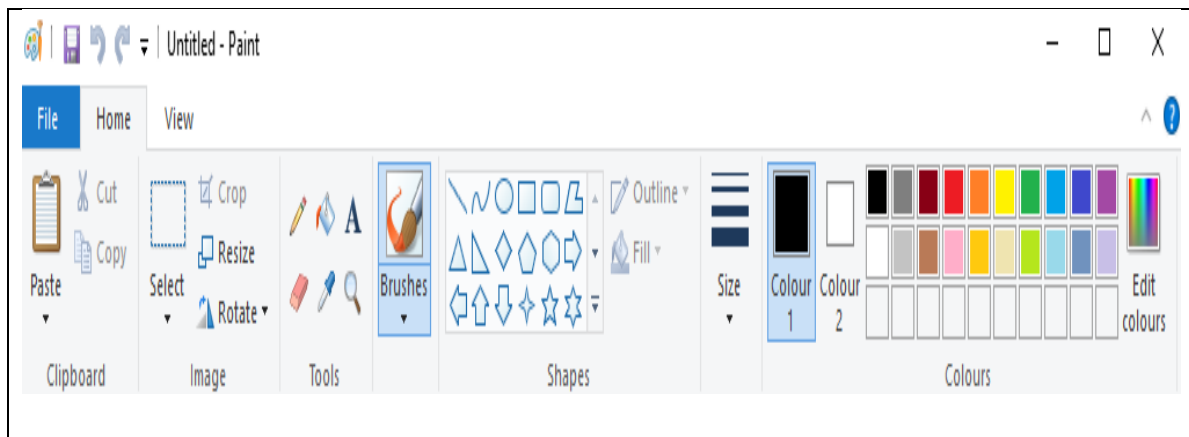 Untitled - Paint
File Home View
?
Cut
Copy
Paste
Clipboard
Crop
Resize
Rotate
Select
Image
A
Tools
Brushes
Outline
Fill
Shapes
Size
Colour 1
Colour 2
Edit colours
Colours